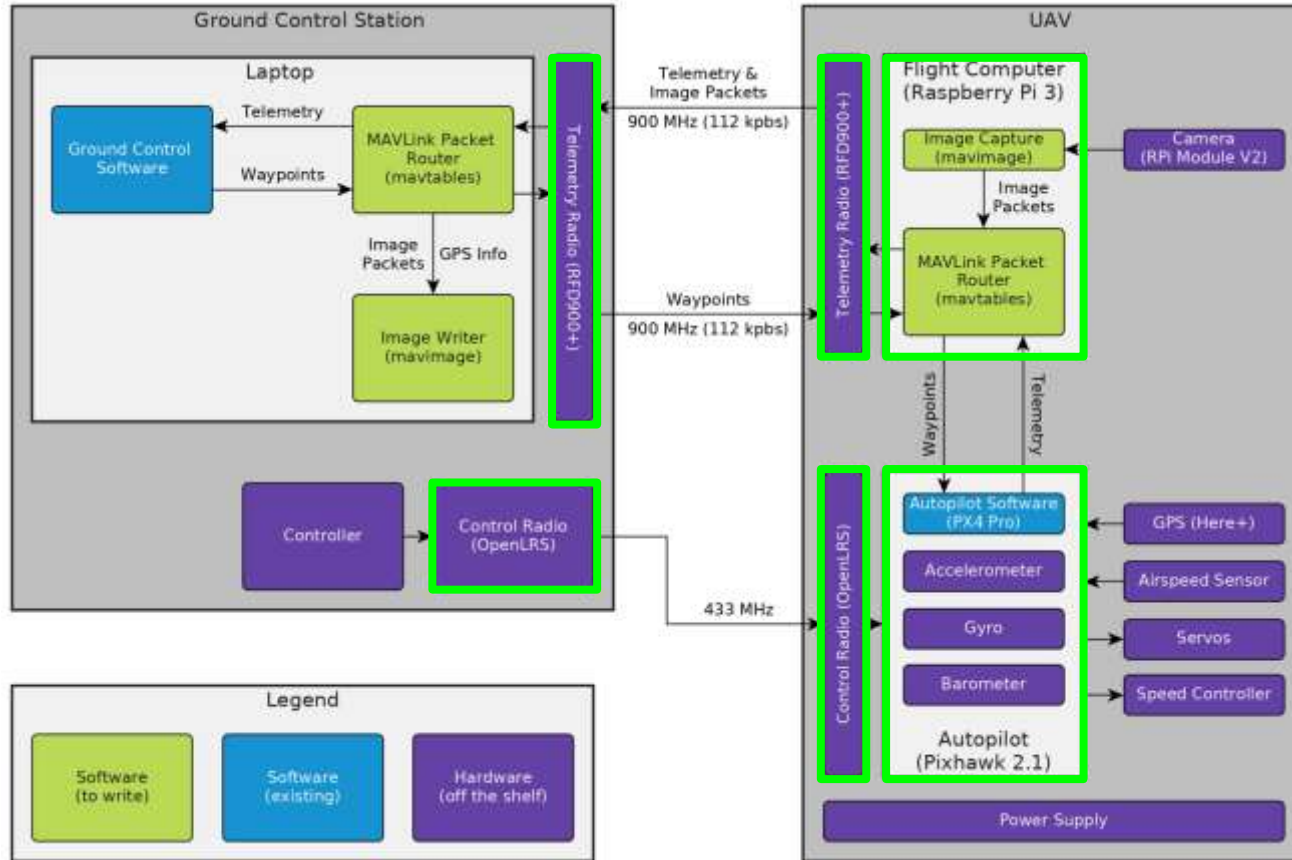 Ground Control Station
Laptop
Ground Control
Software
Telemetry
Waypoints
MAVLink Packet
Router
(mavtables)
Image
Packets
GPS Info
Image Writer
(mavimage)
Telemetry Radio (RFD900+)
Controller
Control Radio
(OpenLRS)
Telemetry &
Image Packets
900 MHz (112 kpbs)
Waypoints
900 MHz (112 kpbs)
433 MHz
UAV
Telemetry Radio (RFD900+)
Flight Computer
(Raspberry Pi 3)
Image Capture
(mavimage)
Image
Packets
MAVLink Packet
Router
(mavtables)
Camera
(RPi Module V2)
Waypoints
Telemetry
Control Radio (OpenLRS)
Autopilot Software
(PX4 Pro)
Accelerometer
Gyro
Barometer
Autopilot
(Pixhawk 2.1)
GPS (Here+)
Airspeed Sensor
Servos
Speed Controller
Power Supply
Legend
Software
(to write)
Software
(existing)
Hardware
(off the shelf)